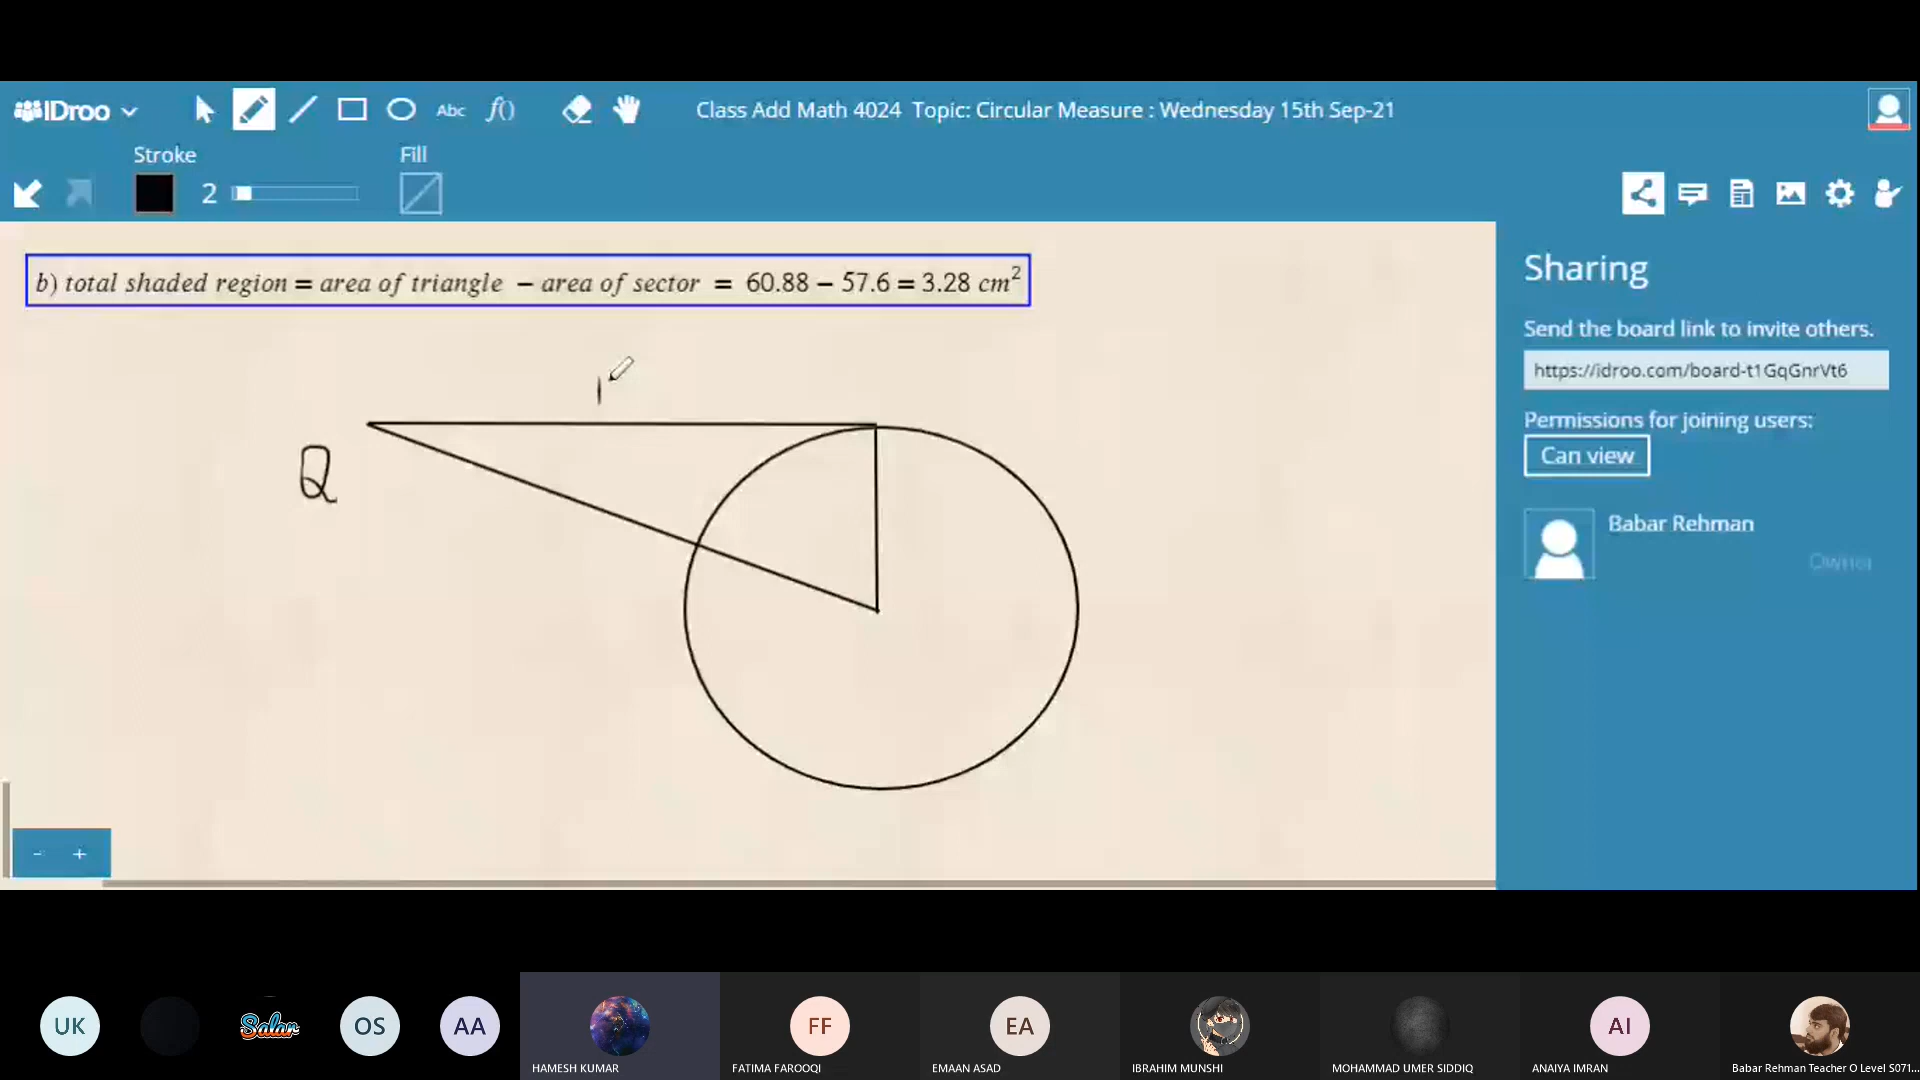 IDroo
Abc
f()
Class Add Math 4024 Topic: Circular Measure : Wednesday 15th Sep-21
Stroke
Fill
2
b) total shaded region = area of triangle − area of sector = 60.88 − 57.6 = 3.28 cm²
Q
Sharing
Send the board link to invite others.
https://idroo.com/board-t1GqGnrVt6
Permissions for joining users:
Can view
Babar Rehman
Owner
- +
UK
Salar
OS
AA
FF
EA
AI
HAMESH KUMAR
FATIMA FAROOQI
EMAAN ASAD
IBRAHIM MUNSHI
MOHAMMAD UMER SIDDIQ
ANAIYA IMRAN
Babar Rehman Teacher O Level S071...